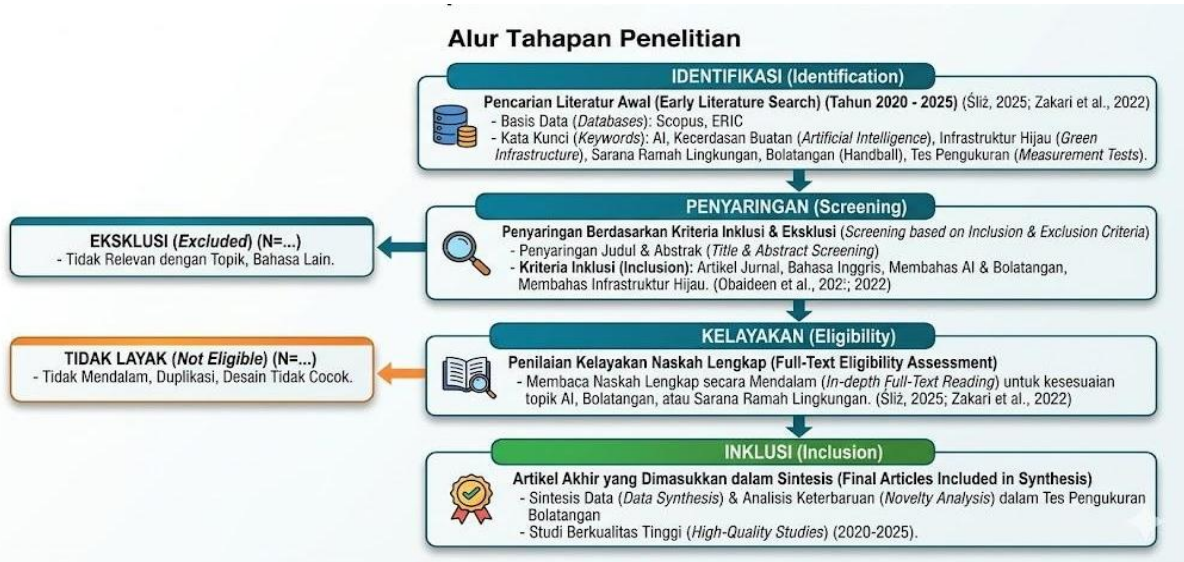 Alur Tahapan Penelitian
IDENTIFIKASI (Identification)
Pencarian Literatur Awal (Early Literature Search) (Tahun 2020 - 2025) (Śliż, 2025; Zakari et al., 2022)
- Basis Data (Databases): Scopus, ERIC
- Kata Kunci (Keywords): AI, Kecerdasan Buatan (Artificial Intelligence), Infrastruktur Hijau (Green
Infrastructure), Sarana Ramah Lingkungan, Bolatangan (Handball), Tes Pengukuran (Measurement Tests).
PENYARINGAN (Screening)
Penyaringan Berdasarkan Kriteria Inklusi & Eksklusi (Screening based on Inclusion & Exclusion Criteria)
- Penyaringan Judul & Abstrak (Title & Abstract Screening)
- Kriteria Inklusi (Inclusion): Artikel Jurnal, Bahasa Inggris, Membahas AI & Bolatangan,
Membahas Infrastruktur Hijau. (Obaideen et al., 2022)
EKSKLUSI (Excluded) (N=...)
- Tidak Relevan dengan Topik, Bahasa Lain.
KELAYAKAN (Eligibility)
Penilaian Kelayakan Naskah Lengkap (Full-Text Eligibility Assessment)
- Membaca Naskah Lengkap secara Mendalam (In-depth Full-Text Reading) untuk kesesuaian
topik AI, Bolatangan, atau Sarana Ramah Lingkungan. (Śliż, 2025; Zakari et al., 2022)
TIDAK LAYAK (Not Eligible) (N=...)
- Tidak Mendalam, Duplikasi, Desain Tidak Cocok.
INKLUSI (Inclusion)
Artikel Akhir yang Dimasukkan dalam Sintesis (Final Articles Included in Synthesis)
- Sintesis Data (Data Synthesis) & Analisis Keterbaruan (Novelty Analysis) dalam Tes Pengukuran
Bolatangan
- Studi Berkualitas Tinggi (High-Quality Studies) (2020-2025).